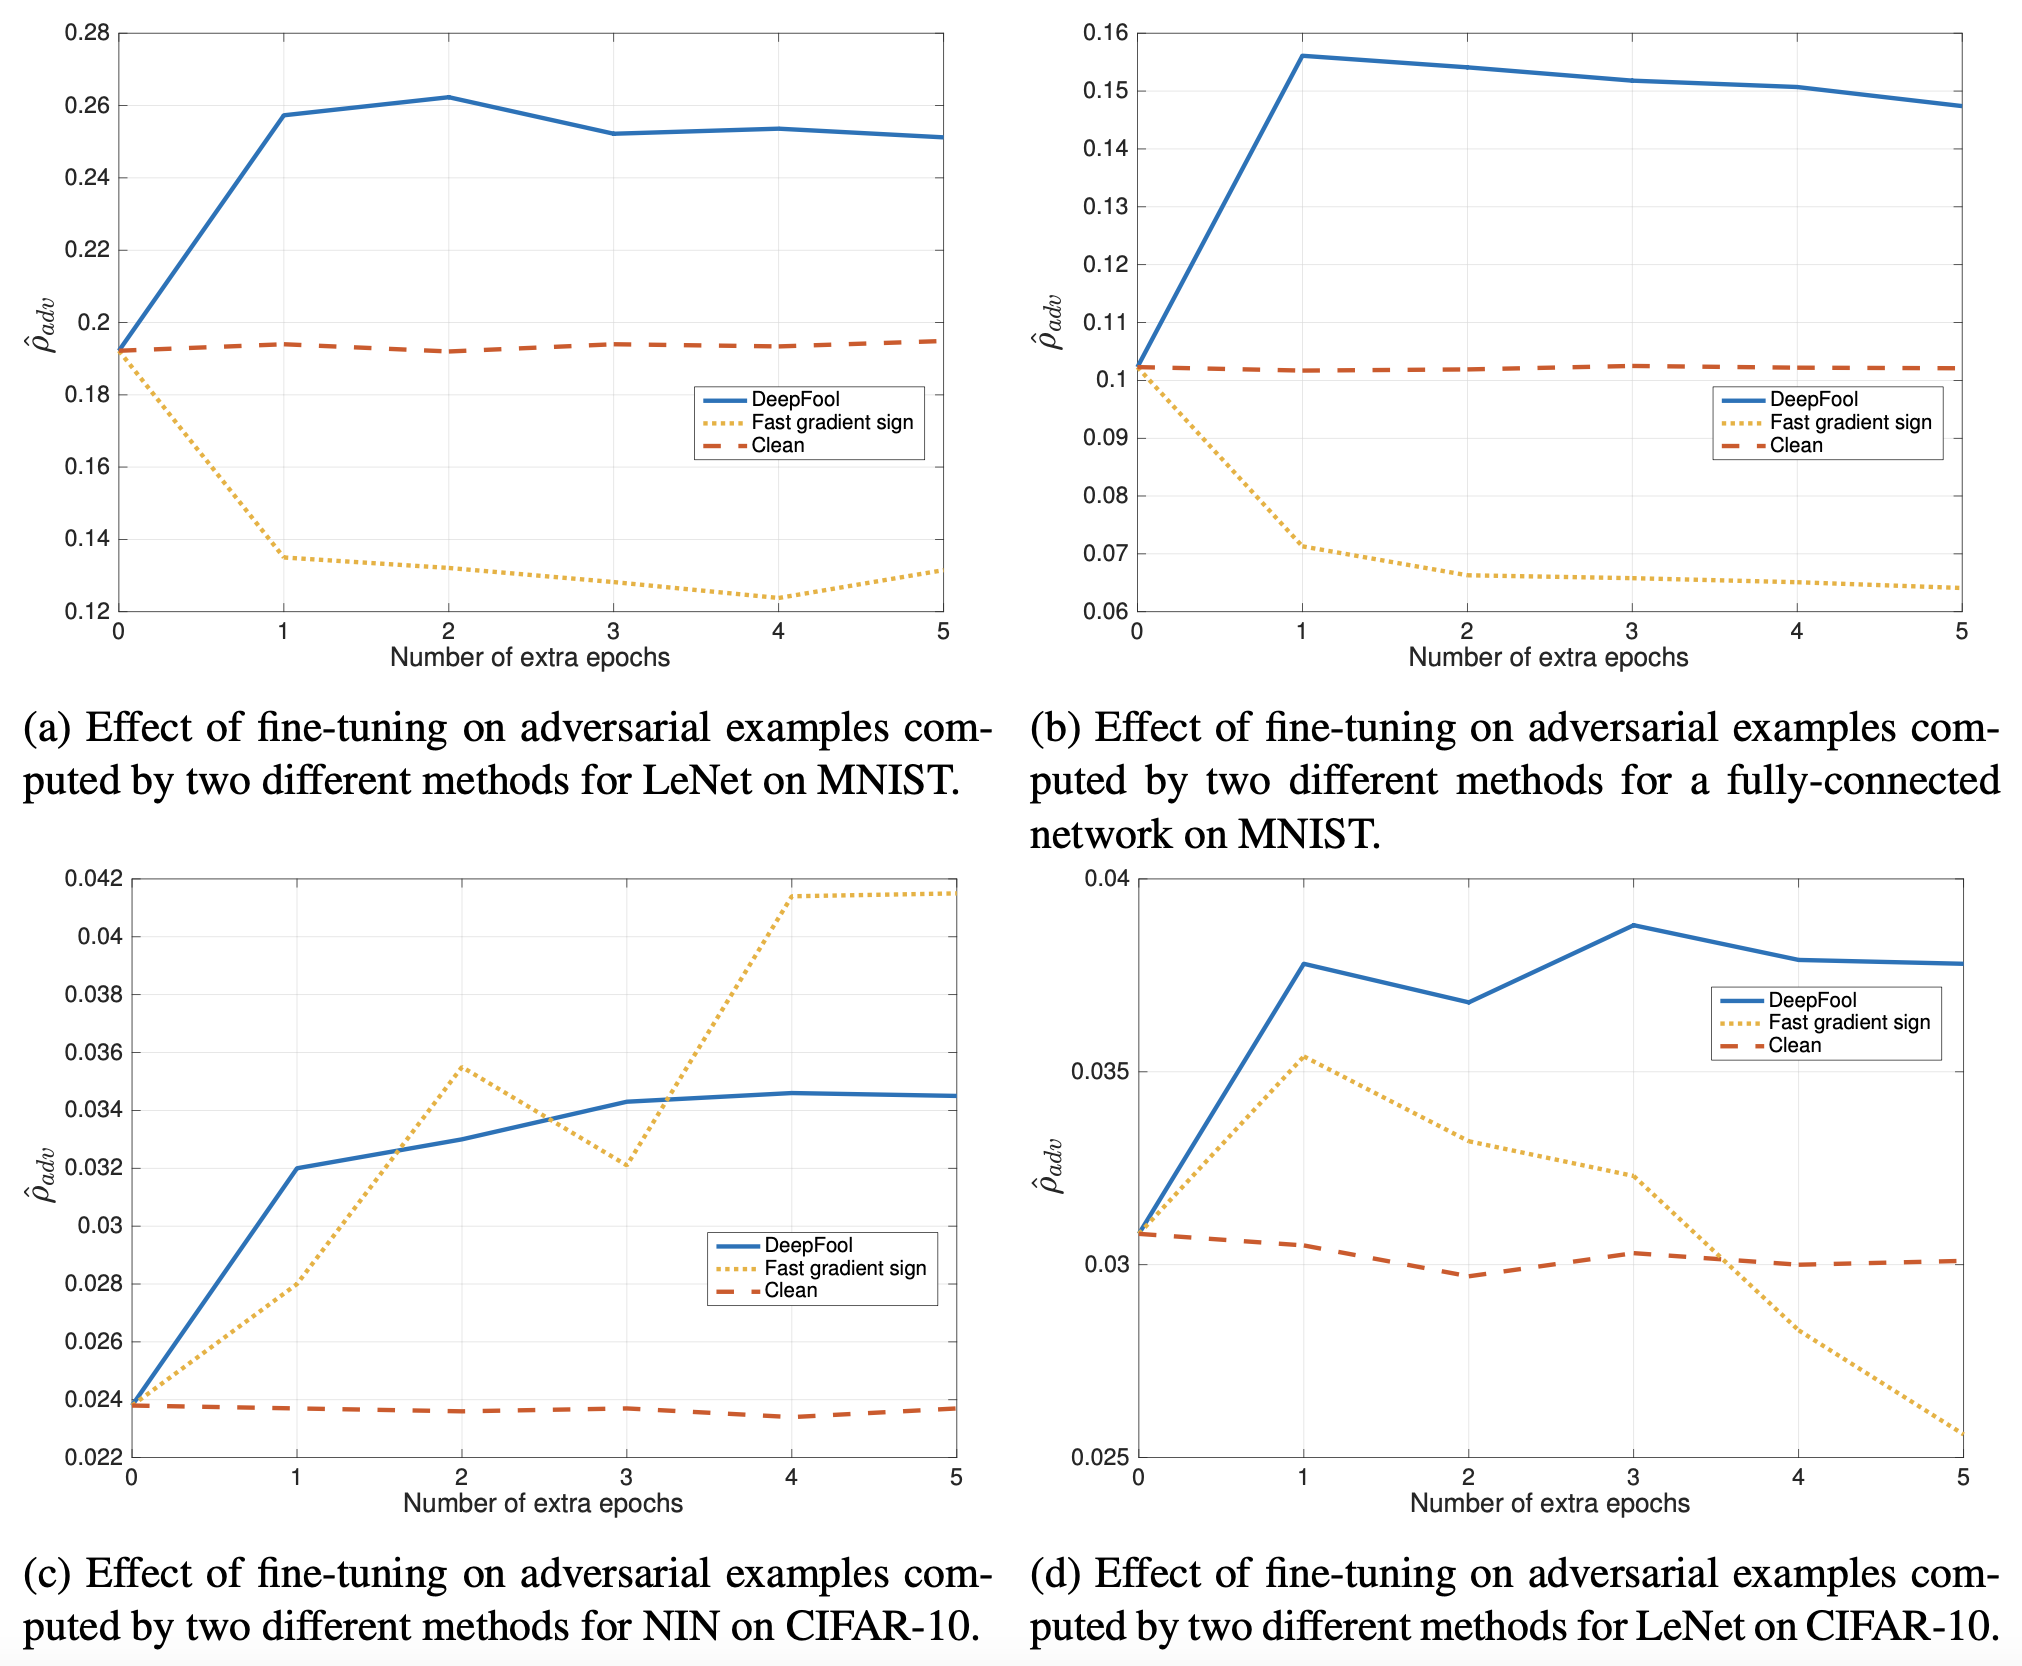 0.28
0.26
0.24
0.22
0.2
0.18
0.16
0.14
0.12
ρ̂adv
DeepFool
Fast gradient sign
Clean
0 1 2 3 4 5
Number of extra epochs
(a) Effect of fine-tuning on adversarial examples com-
puted by two different methods for LeNet on MNIST.
0.16
0.15
0.14
0.13
0.12
0.11
0.1
0.09
0.08
0.07
0.06
ρ̂adv
DeepFool
Fast gradient sign
Clean
0 1 2 3 4 5
Number of extra epochs
(b) Effect of fine-tuning on adversarial examples com-
puted by two different methods for a fully-connected
network on MNIST.
0.042
0.04
0.038
0.036
0.034
0.032
0.03
0.028
0.026
0.024
0.022
ρ̂adv
DeepFool
Fast gradient sign
Clean
0 1 2 3 4 5
Number of extra epochs
(c) Effect of fine-tuning on adversarial examples com-
puted by two different methods for NIN on CIFAR-10.
0.04
0.035
0.03
0.025
ρ̂adv
DeepFool
Fast gradient sign
Clean
0 1 2 3 4 5
Number of extra epochs
(d) Effect of fine-tuning on adversarial examples com-
puted by two different methods for LeNet on CIFAR-10.